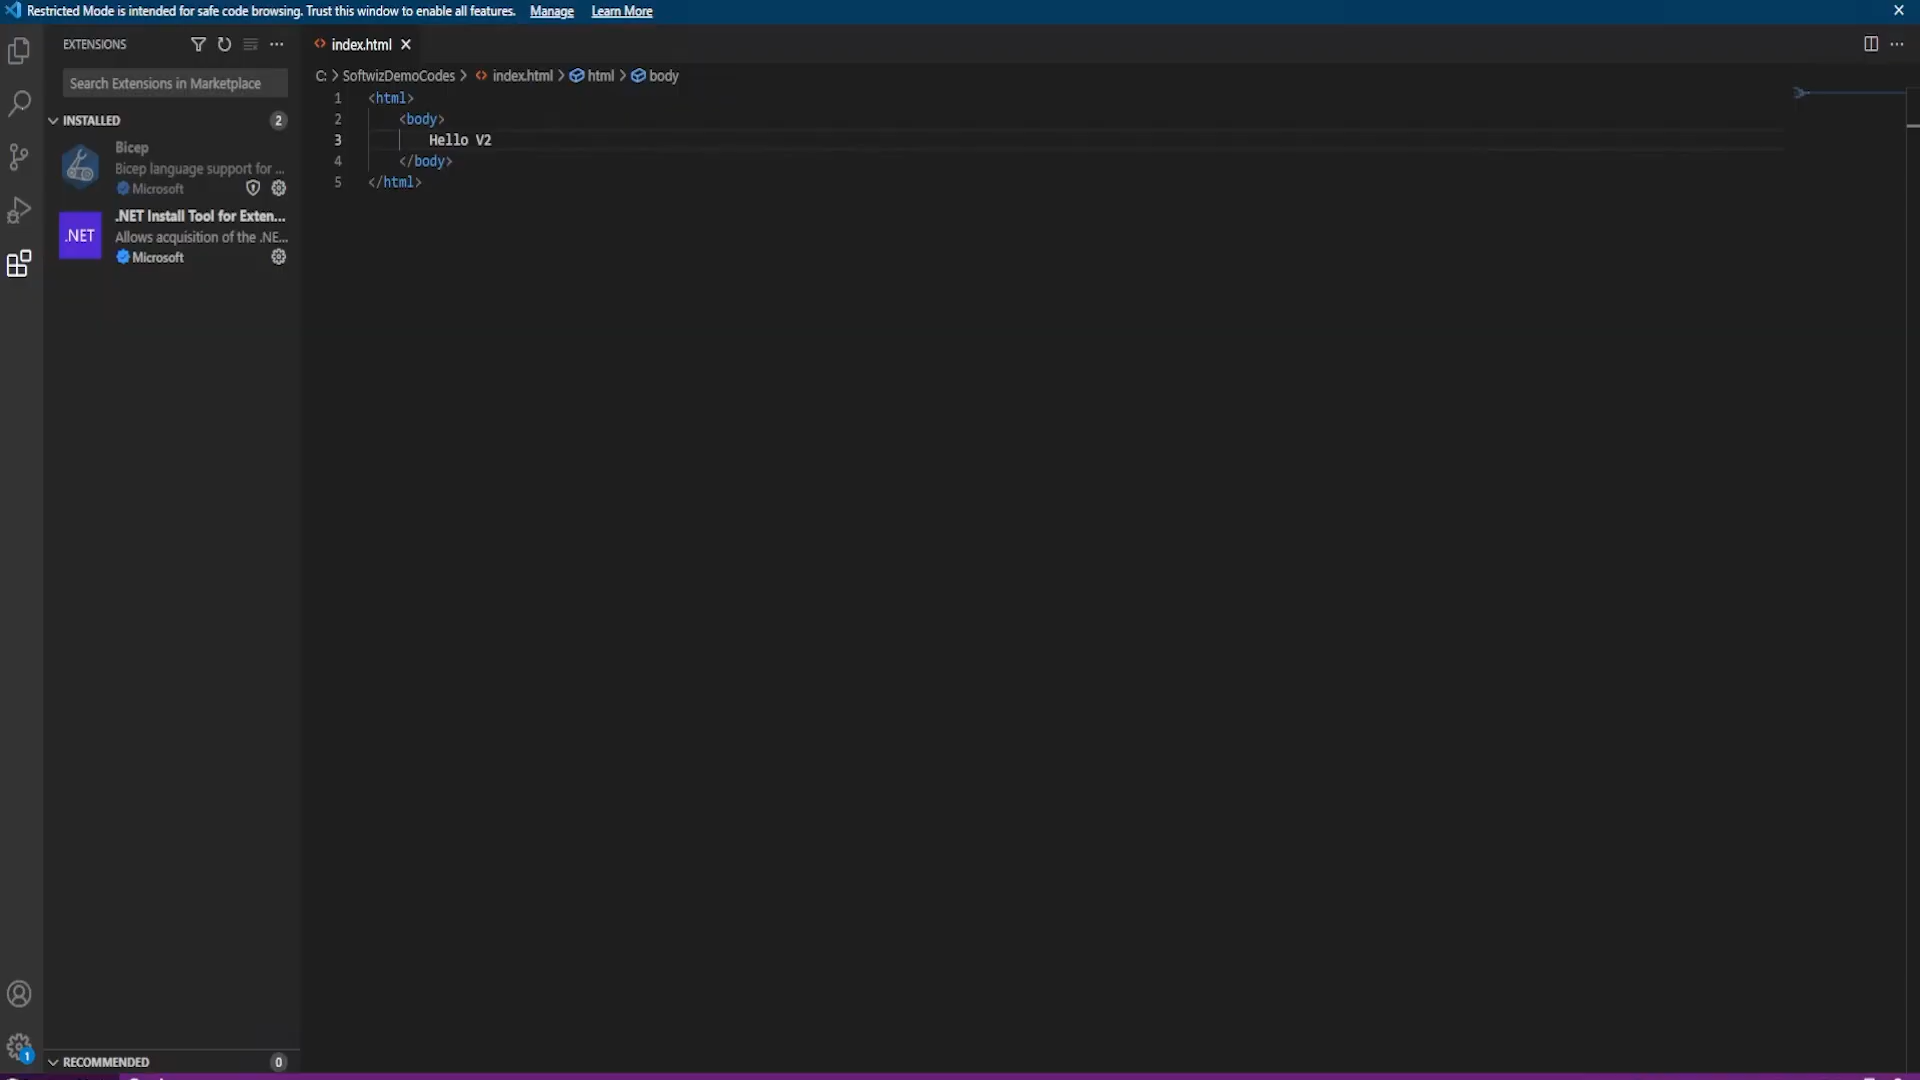 Restricted Mode is intended for safe code browsing. Trust this window to enable all features. Manage Learn More
EXTENSIONS
Search Extensions in Marketplace
INSTALLED 2
Bicep
Bicep language support for ...
Microsoft
.NET
.NET Install Tool for Exten...
Allows acquisition of the .NE...
Microsoft
1
RECOMMENDED 0
index.html
C: > SoftwizDemoCodes > index.html > html > body
1 <html>
2 <body>
3 Hello V2
4 </body>
5 </html>